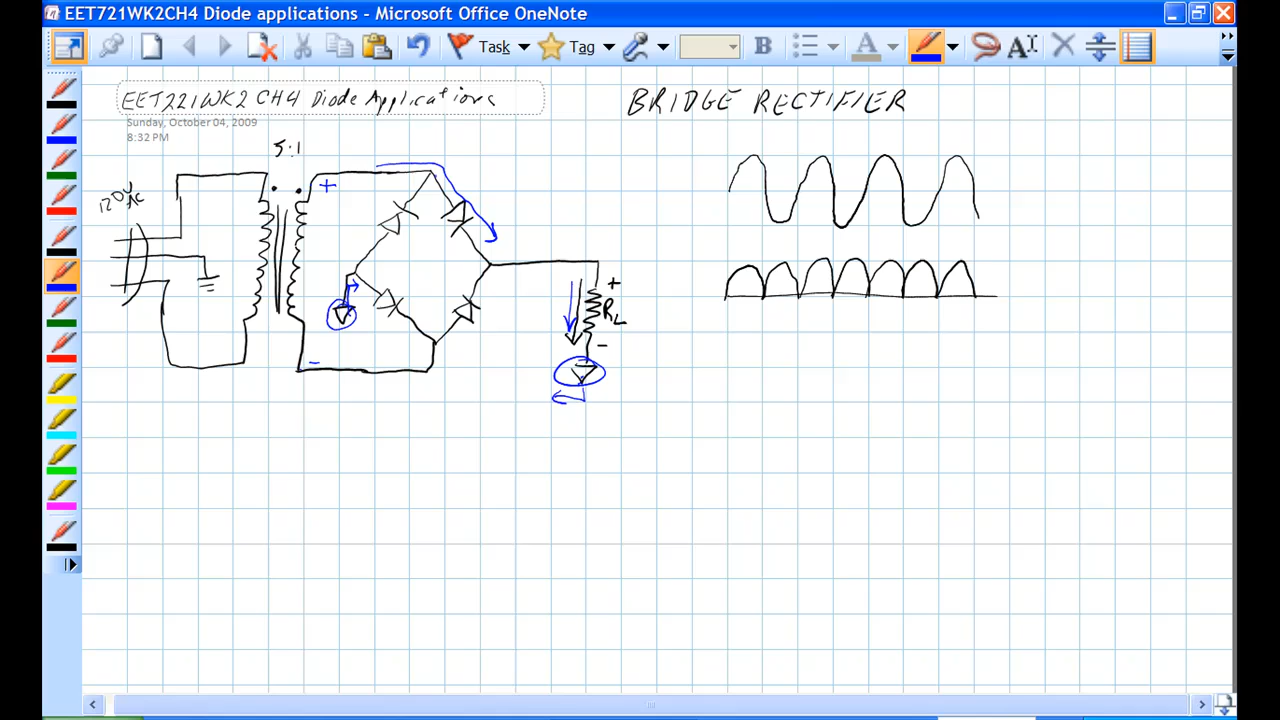 EET721WK2CH4 Diode applications - Microsoft Office OneNote
Task
Tag
B
A
A
EET221WK2 CH4 Diode Applications
Sunday, October 04, 2009
8:32 PM
BRIDGE RECTIFIER
5:1
120V
AC
+
+
RL
-
-